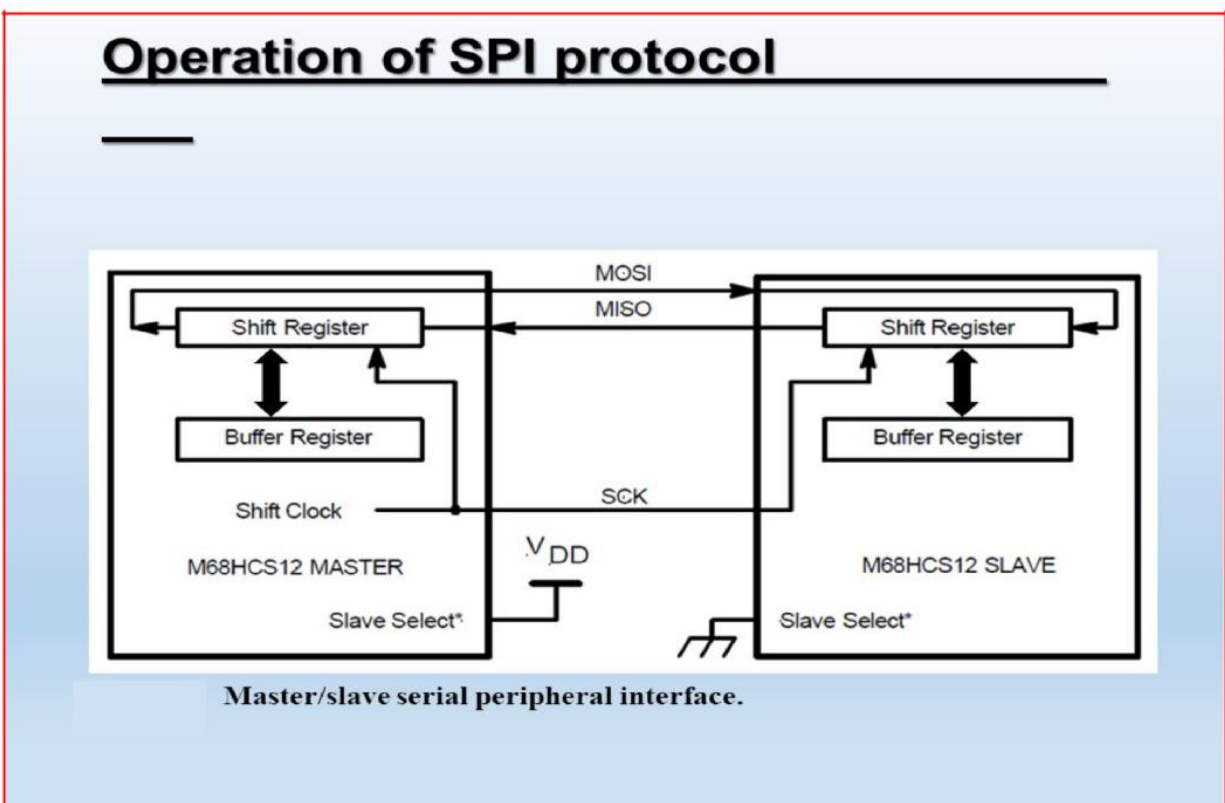 Operation of SPI protocol
MOSI
MISO
Shift Register
Shift Register
Buffer Register
Buffer Register
Shift Clock
SCK
M68HCS12 MASTER
VDD
M68HCS12 SLAVE
Slave Select*
Slave Select*
Master/slave serial peripheral interface.